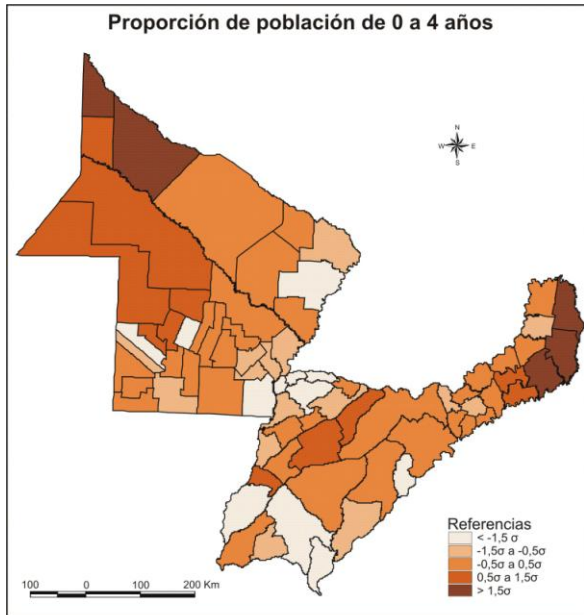 Proporción de población de 0 a 4 años
N
W E
S
Referencias
< -1,5 σ
-1,5σ a -0,5σ
-0,5σ a 0,5σ
0,5σ a 1,5σ
> 1,5σ
100 0 100 200 Km